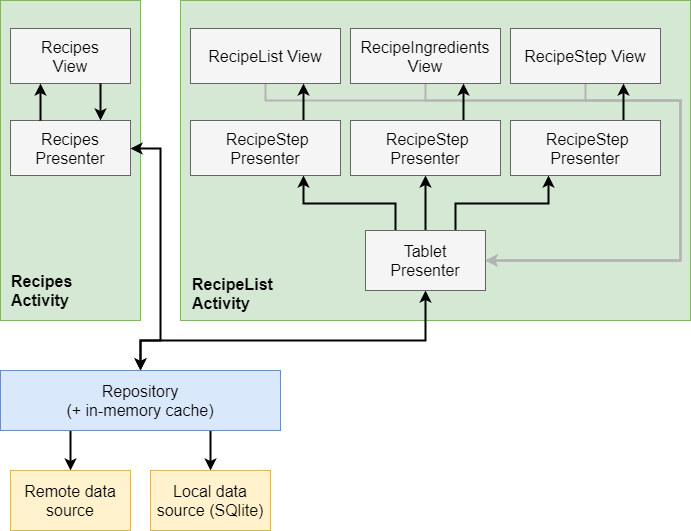 Recipes
View
RecipeList View
RecipeIngredients
View
RecipeStep View
Recipes
Presenter
RecipeStep
Presenter
RecipeStep
Presenter
RecipeStep
Presenter
Tablet
Presenter
Recipes
Activity
RecipeList
Activity
Repository
(+ in-memory cache)
Remote data
source
Local data
source (SQlite)